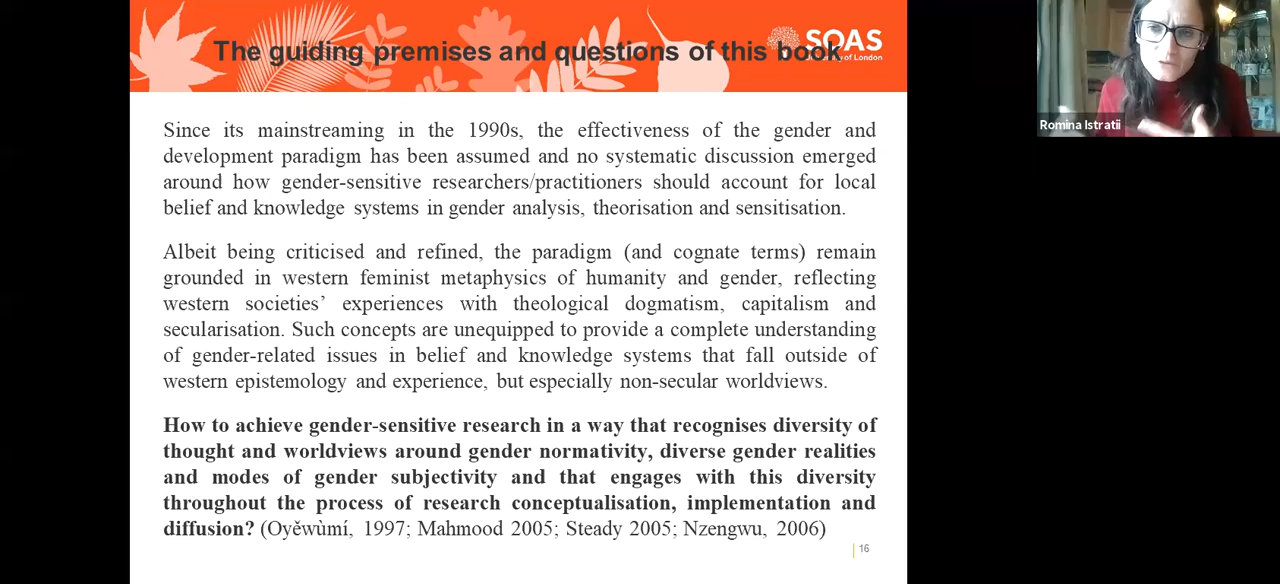 The guiding premises and questions of this book
SOAS
University of London
Romina Istratii
Since its mainstreaming in the 1990s, the effectiveness of the gender and
development paradigm has been assumed and no systematic discussion emerged
around how gender-sensitive researchers/practitioners should account for local
belief and knowledge systems in gender analysis, theorisation and sensitisation.
Albeit being criticised and refined, the paradigm (and cognate terms) remain
grounded in western feminist metaphysics of humanity and gender, reflecting
western societies’ experiences with theological dogmatism, capitalism and
secularisation. Such concepts are unequipped to provide a complete understanding
of gender-related issues in belief and knowledge systems that fall outside of
western epistemology and experience, but especially non-secular worldviews.
How to achieve gender-sensitive research in a way that recognises diversity of
thought and worldviews around gender normativity, diverse gender realities
and modes of gender subjectivity and that engages with this diversity
throughout the process of research conceptualisation, implementation and
diffusion? (Oyěwùmí, 1997; Mahmood 2005; Steady 2005; Nzengwu, 2006)
16